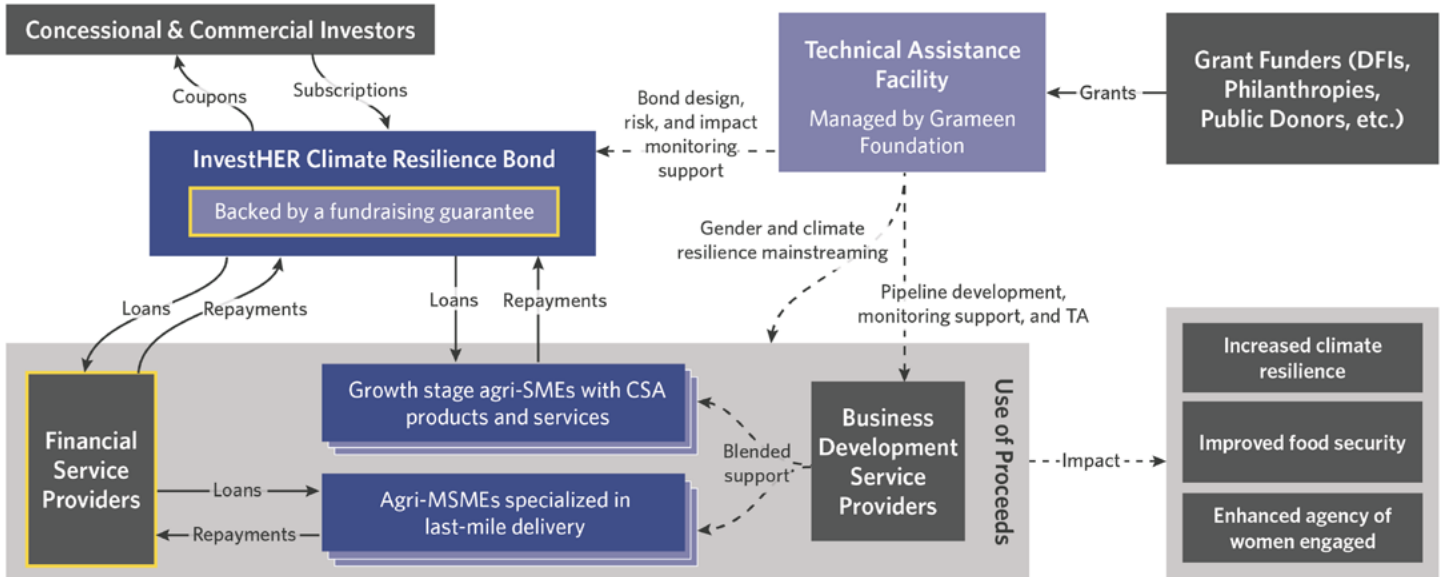 Concessional & Commercial Investors
Coupons
Subscriptions
InvestHER Climate Resilience Bond
Backed by a fundraising guarantee
Bond design,
risk, and impact
monitoring
support
Technical Assistance
Facility
Managed by Grameen
Foundation
Grants
Grant Funders (DFIs,
Philanthropies,
Public Donors, etc.)
Gender and climate
resilience mainstreaming
Pipeline development,
monitoring support, and TA
Loans
Repayments
Loans
Repayments
Financial
Service
Providers
Growth stage agri-SMEs with CSA
products and services
Loans
Repayments
Agri-MSMEs specialized in
last-mile delivery
Blended
support
Business
Development
Service
Providers
Use of Proceeds
Impact
Increased climate
resilience
Improved food security
Enhanced agency of
women engaged